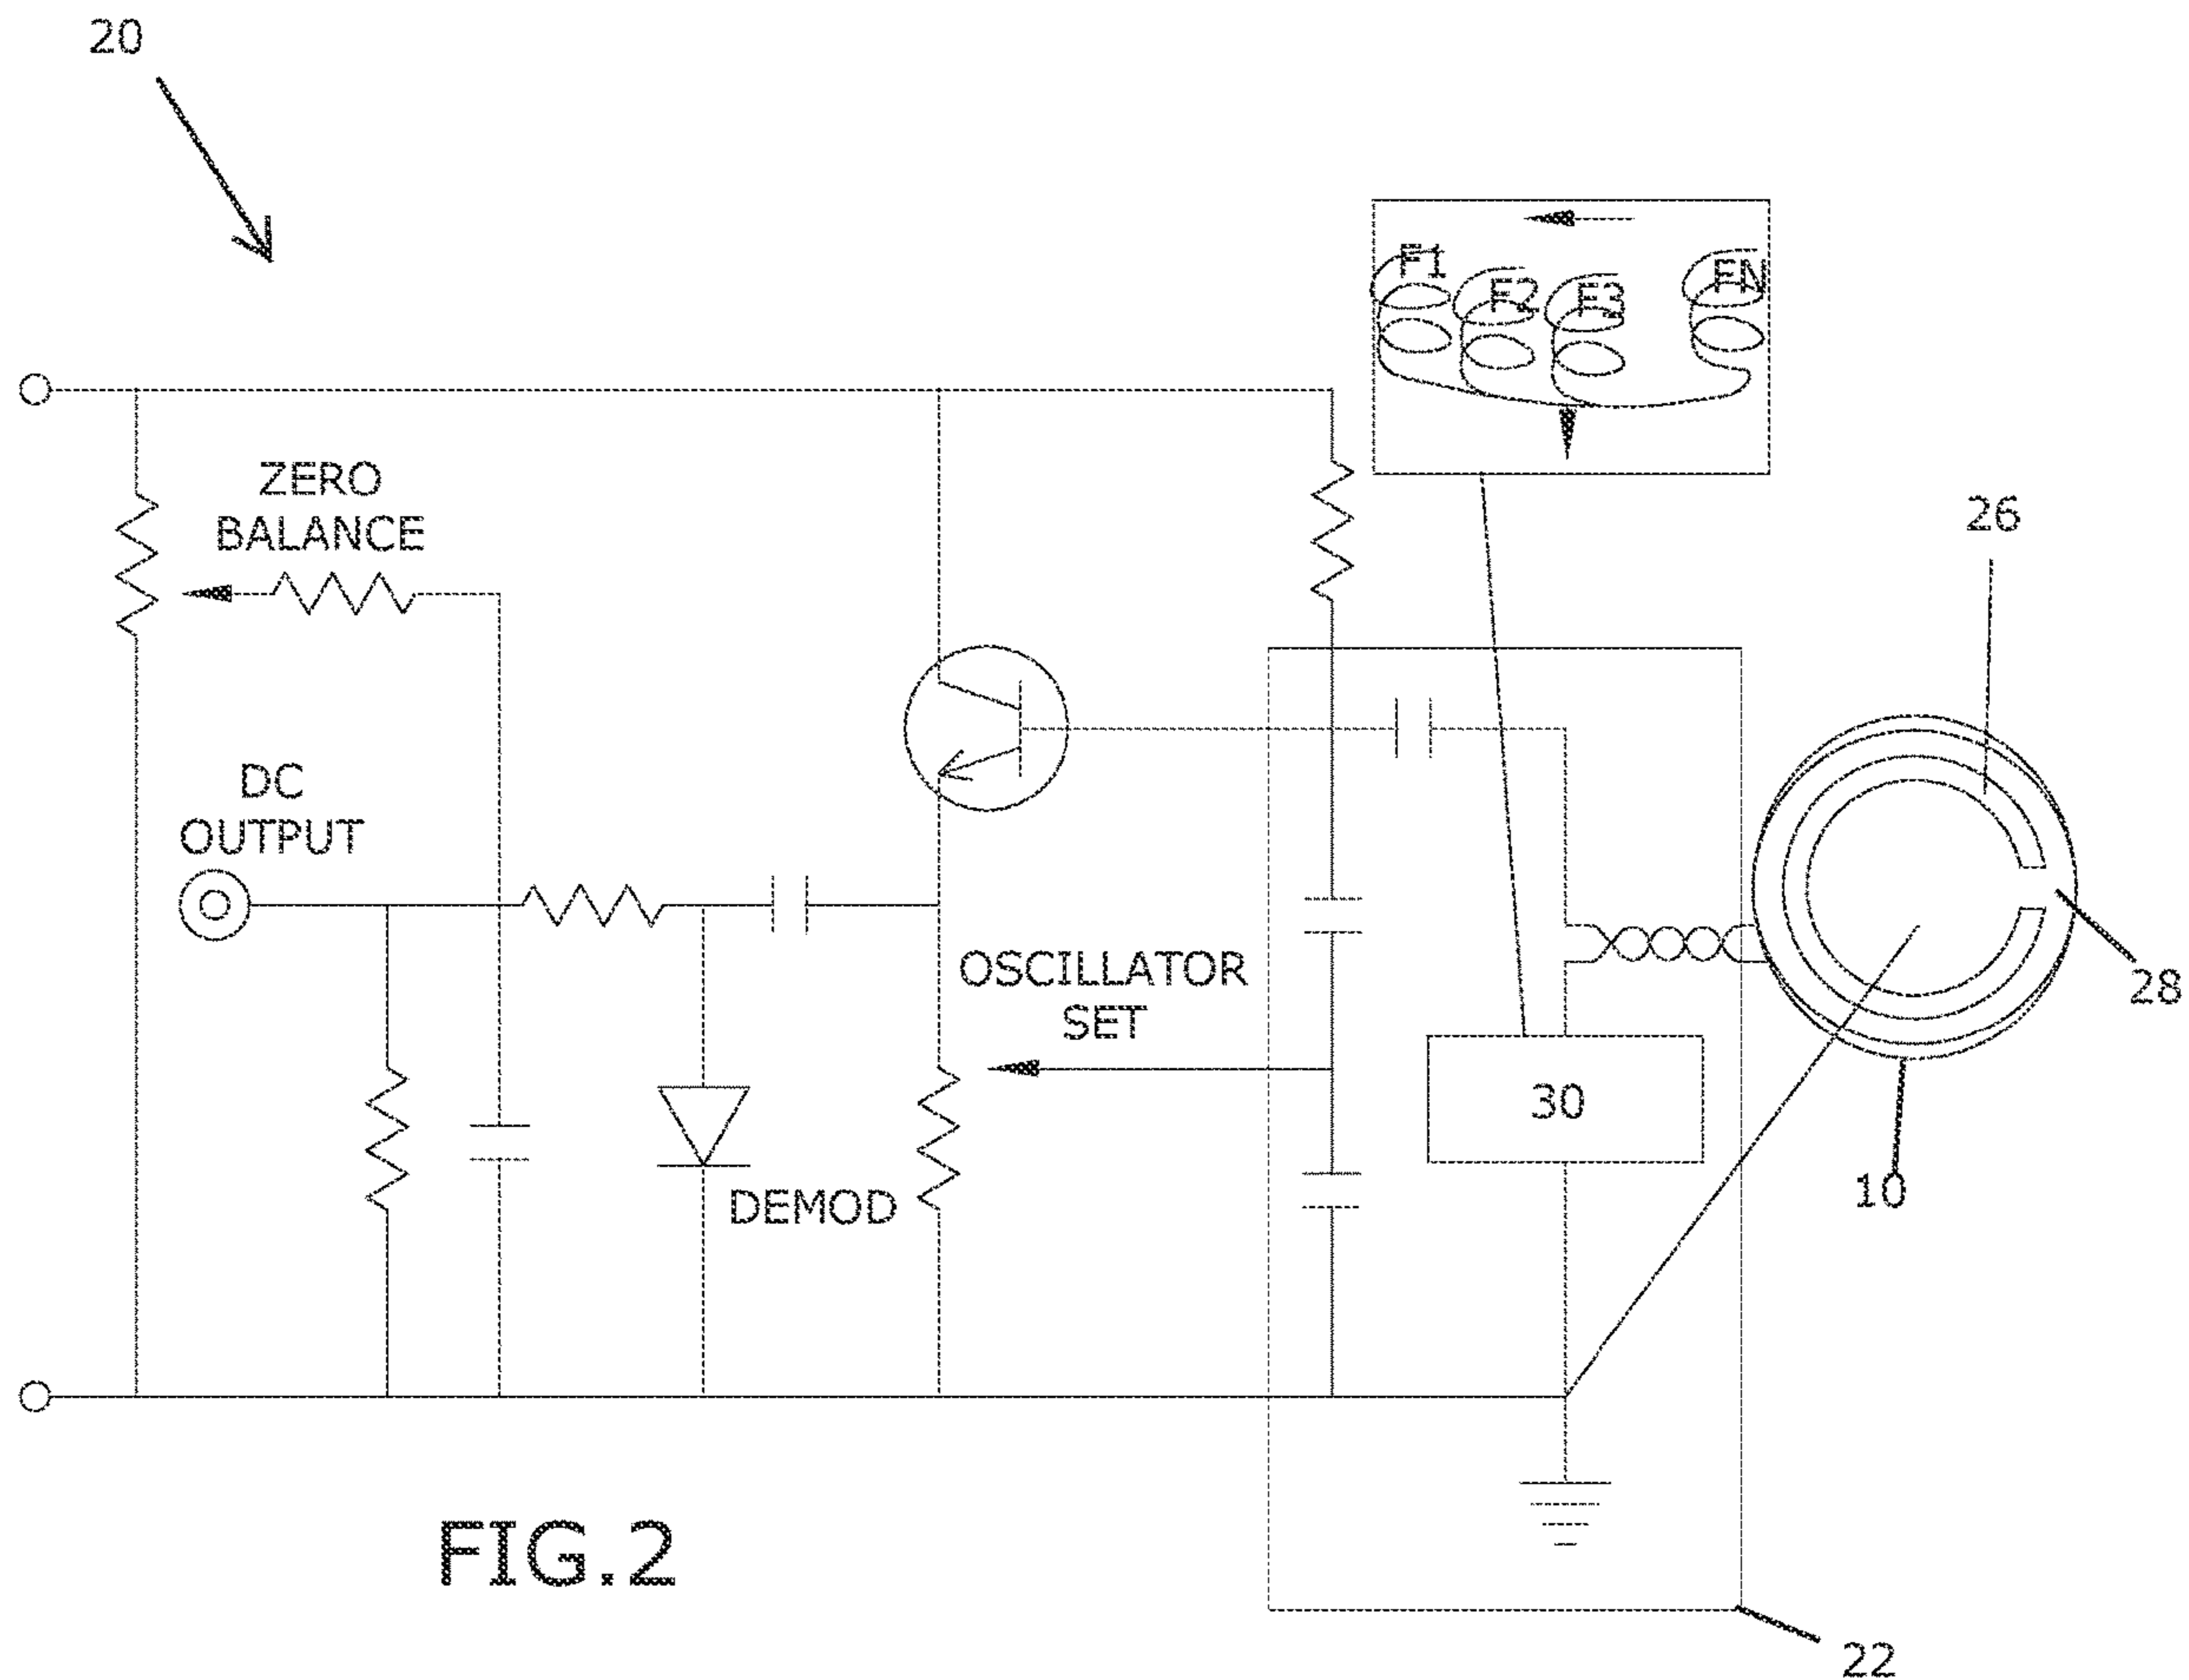 20
F1
F2
F3
FN
ZERO
BALANCE
26
DC
OUTPUT
OSCILLATOR
SET
28
30
DEMOD
10
FIG.2
22